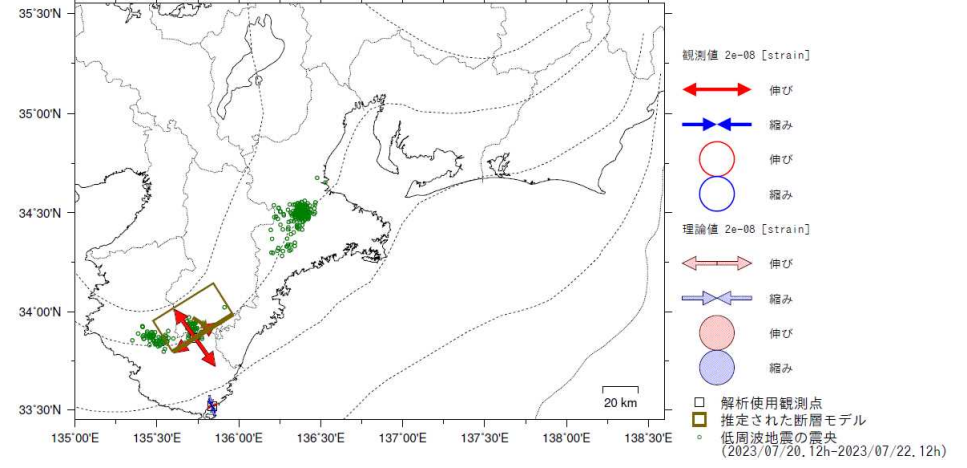 35˚30'N
35˚00'N
34˚30'N
34˚00'N
33˚30'N
135˚00'E
135˚30'E
136˚00'E
136˚30'E
137˚00'E
137˚30'E
138˚00'E
138˚30'E
20 km
観測値 2e-08 [strain]
伸び
縮み
伸び
縮み
理論値 2e-08 [strain]
伸び
縮み
伸び
縮み
解析使用観測点
推定された断層モデル
低周波地震の震央
(2023/07/20.12h-2023/07/22.12h)